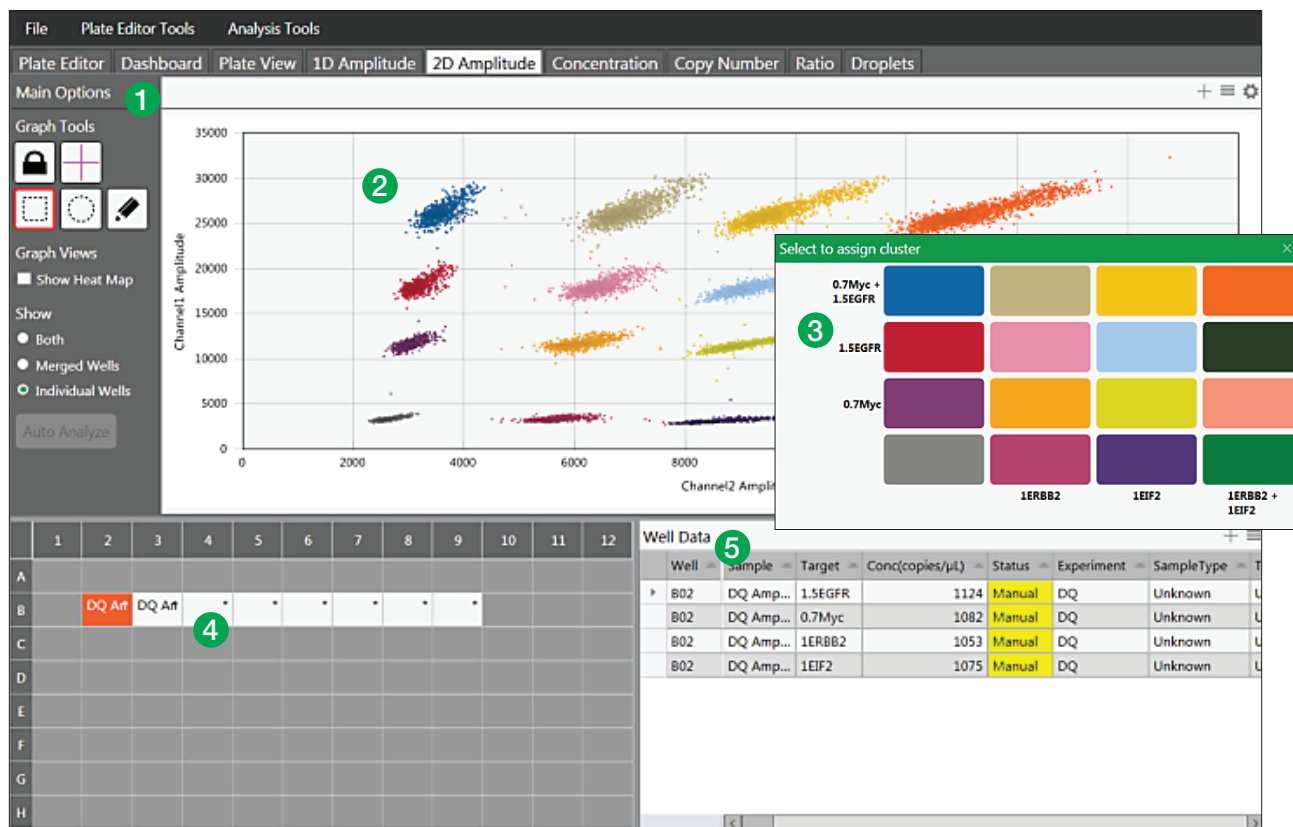 File Plate Editor Tools Analysis Tools
Plate Editor Dashboard Plate View 1D Amplitude 2D Amplitude Concentration Copy Number Ratio Droplets
Main Options
1
Graph Tools
Graph Views
Show Heat Map
Show
Both
Merged Wells
Individual Wells
Auto Analyze
2
Channel1 Amplitude
35000
30000
25000
20000
15000
10000
5000
0
0 2000 4000 6000 8000
Channel2 Ampli
Select to assign cluster ×
3
0.7Myc +
1.5EGFR
1.5EGFR
0.7Myc
1ERBB2 1EIF2 1ERBB2 +
1EIF2
1 2 3 4 5 6 7 8 9 10 11 12
A
B DQ Am DQ Am * * * * * *
4
C
D
E
F
G
H
Well Data
5
Well Sample Target Conc(copies/µL) Status Experiment SampleType T
B02 DQ Amp... 1.5EGFR 1124 Manual DQ Unknown U
B02 DQ Amp... 0.7Myc 1082 Manual DQ Unknown U
B02 DQ Amp... 1ERBB2 1053 Manual DQ Unknown U
B02 DQ Amp... 1EIF2 1075 Manual DQ Unknown U